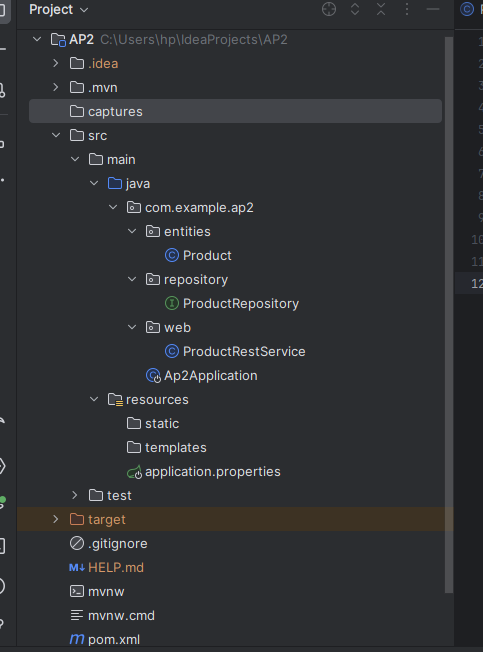 Project
AP2 C:\Users\hp\IdeaProjects\AP2
.idea
.mvn
captures
src
main
java
com.example.ap2
entities
Product
repository
ProductRepository
web
ProductRestService
Ap2Application
resources
static
templates
application.properties
test
target
.gitignore
HELP.md
mvnw
mvnw.cmd
pom.xml
1
2
3
4
5
6
7
8
9
10
11
12